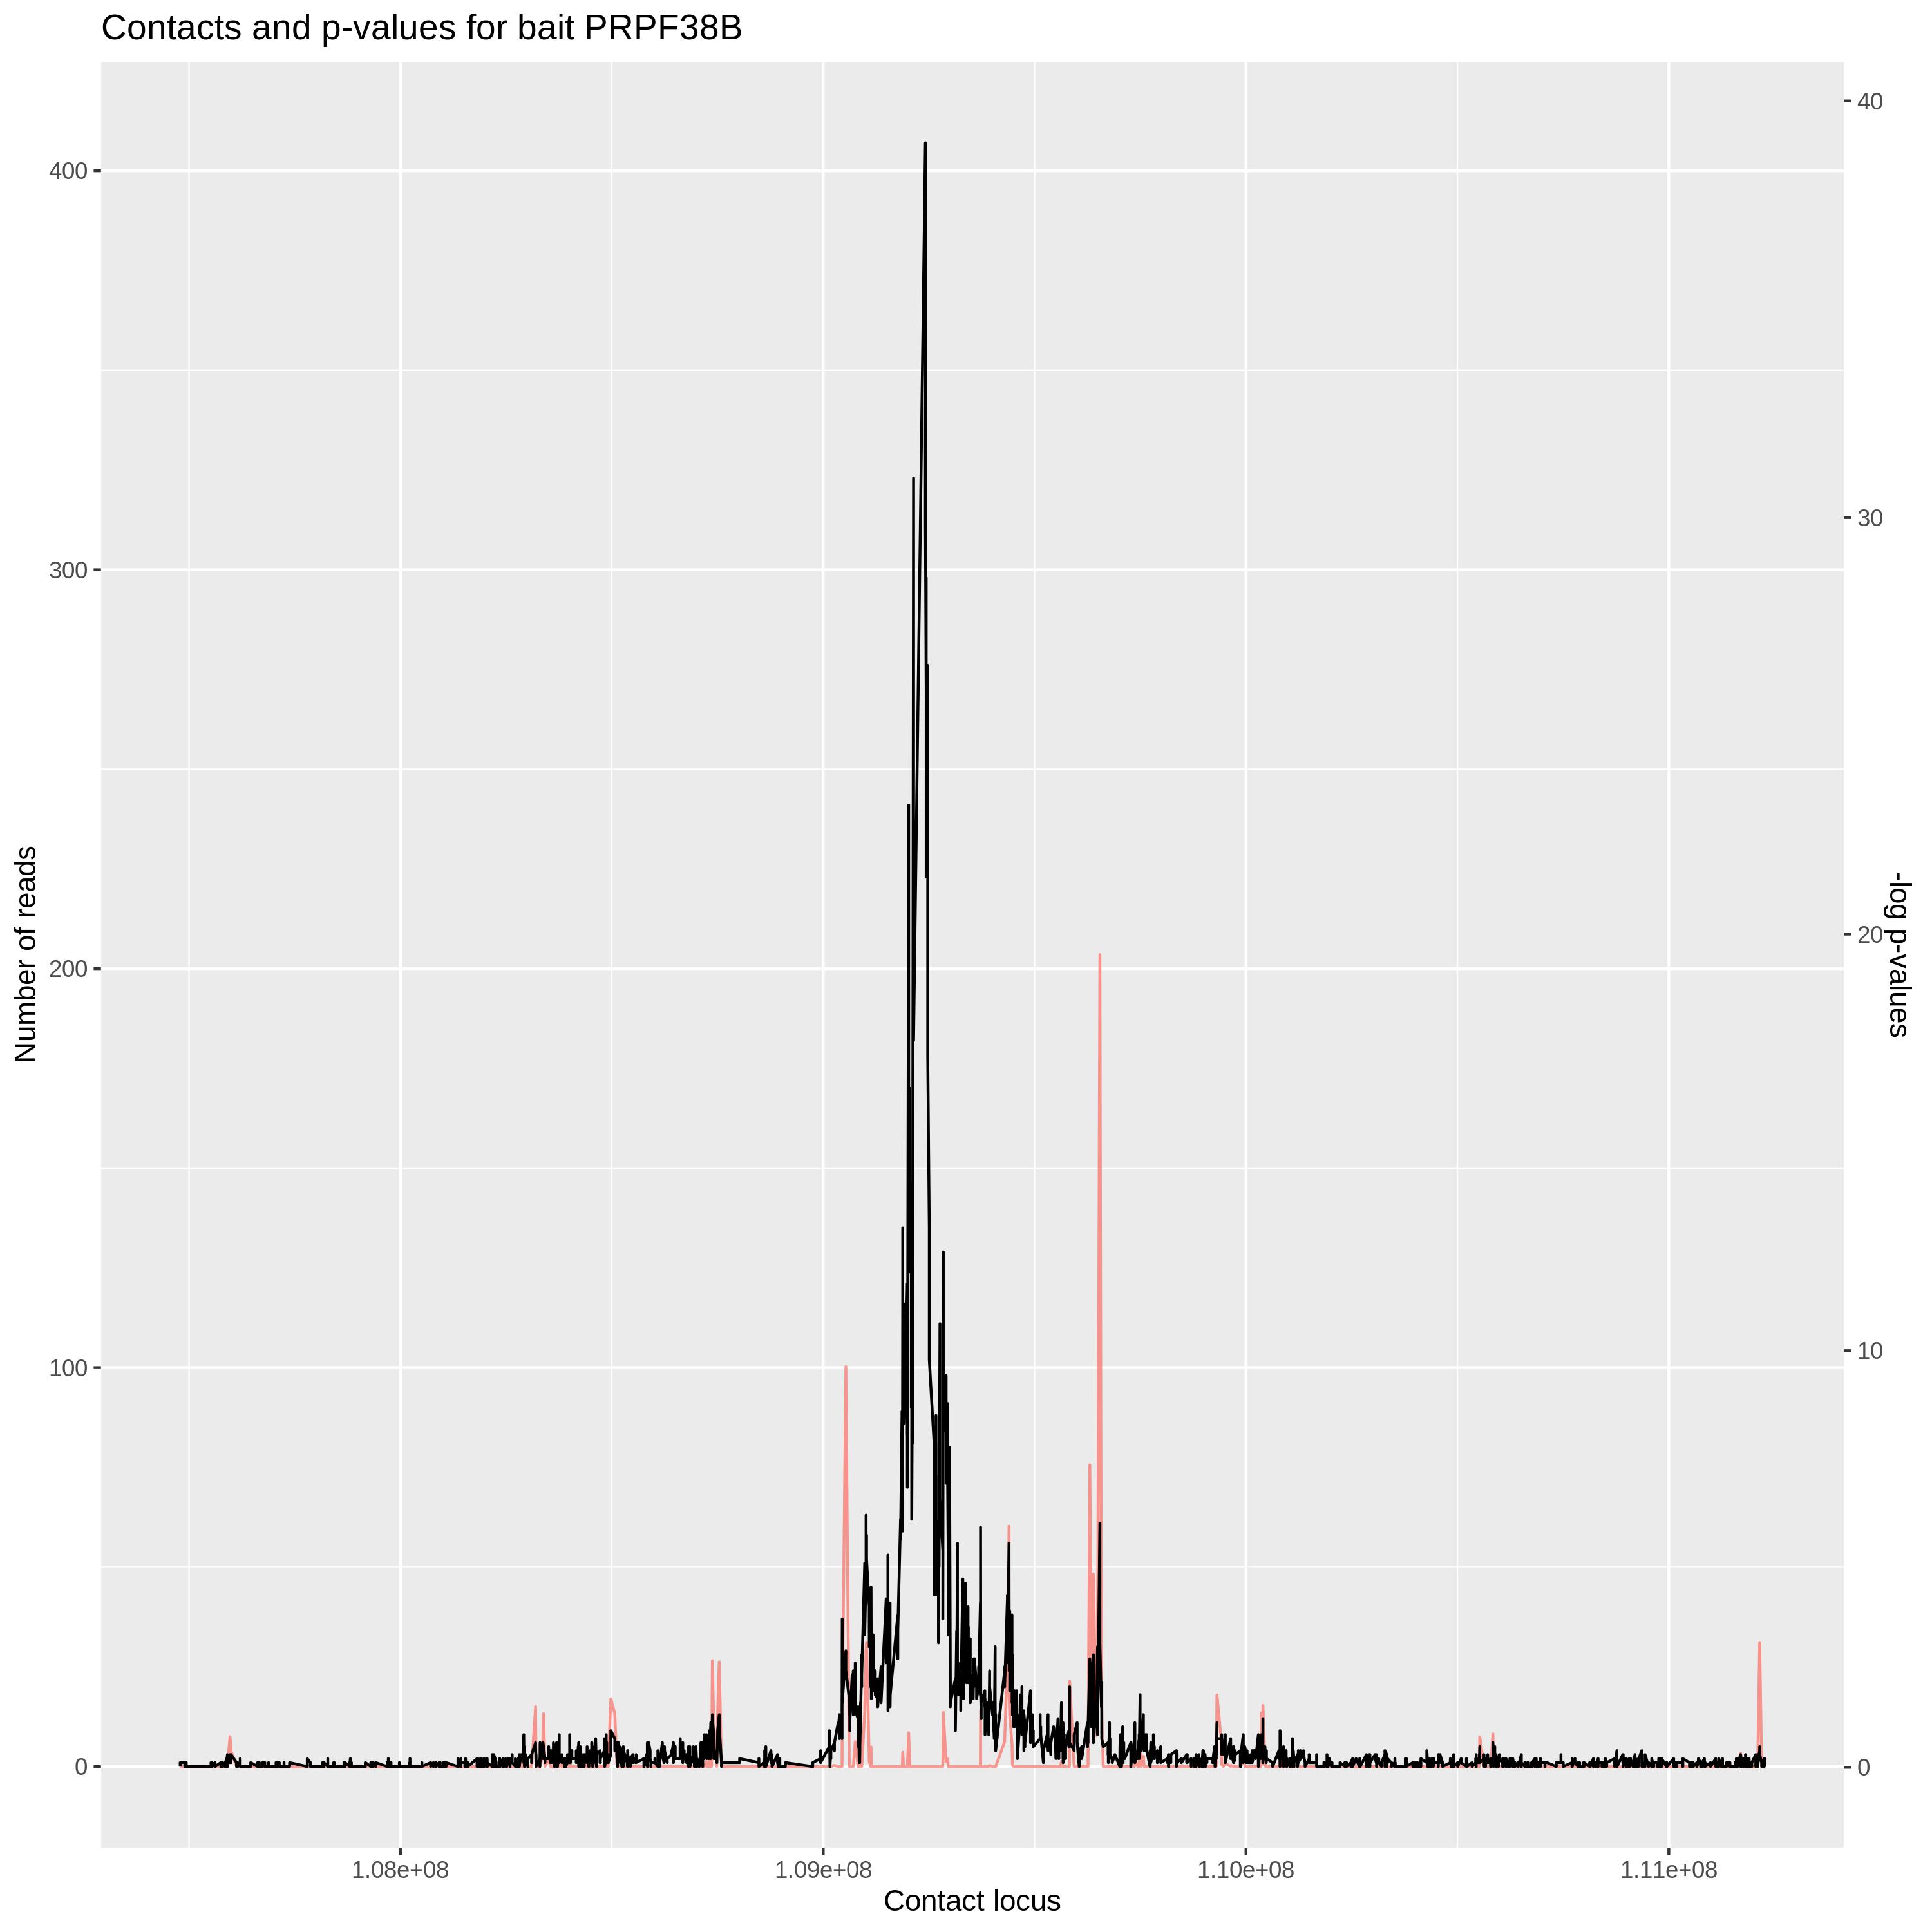 Contacts and p-values for bait PRPF38B
Number of reads
400
300
200
100
0
40
30
20
10
0
-log p-values
1.08e+08
1.09e+08
1.10e+08
1.11e+08
Contact locus